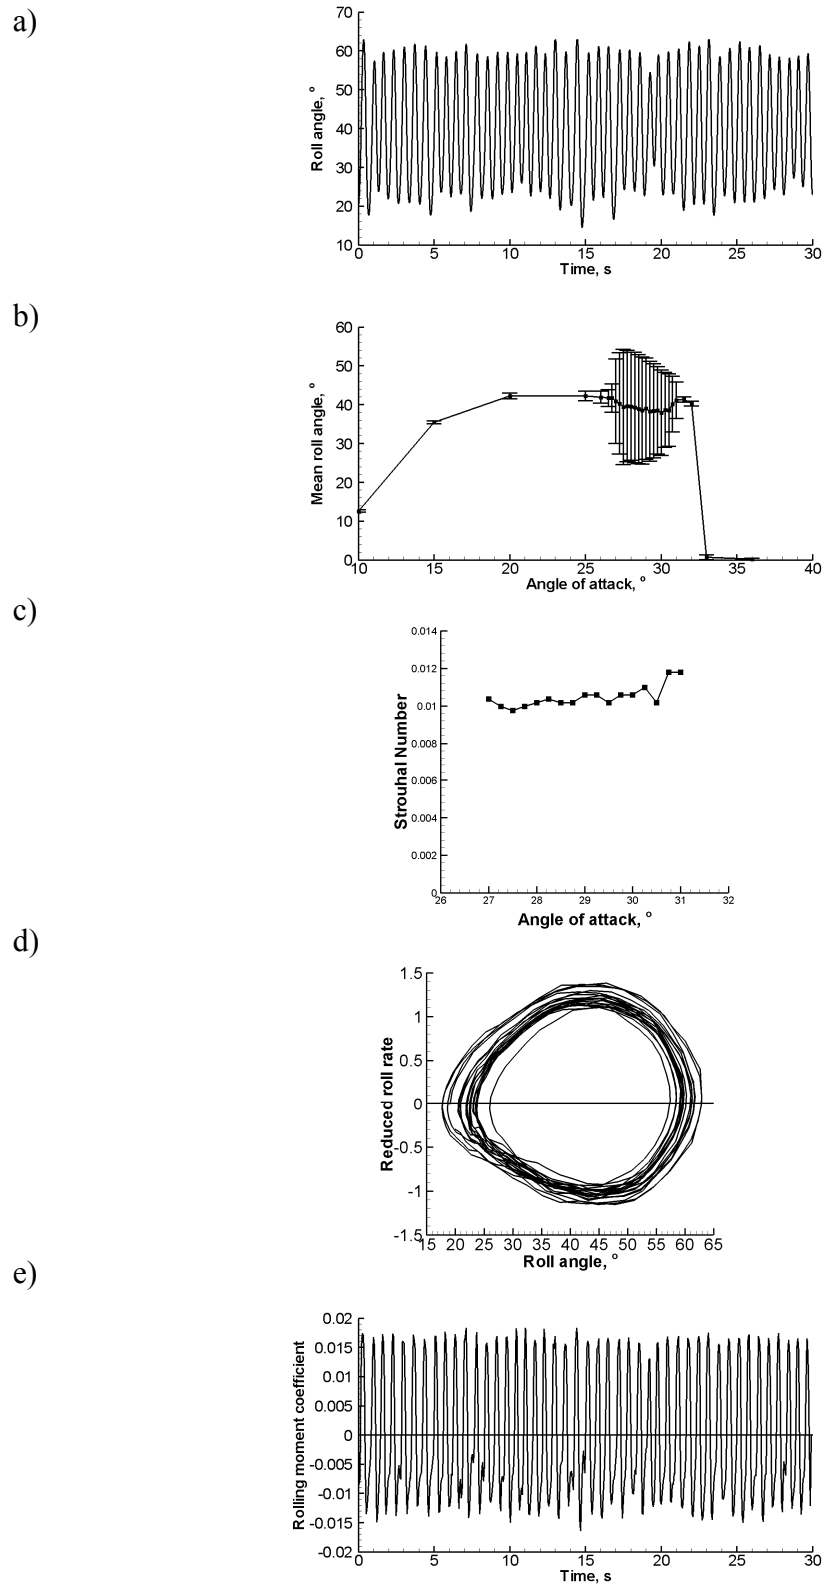 a)
70
60
50
40
30
20
10
Roll angle, °
0 5 10 15 20 25 30
Time, s
b)
60
50
40
30
20
10
0
Mean roll angle, °
10 15 20 25 30 35 40
Angle of attack, °
c)
0.014
0.012
0.01
0.008
0.006
0.004
0.002
0
Strouhal Number
26 27 28 29 30 31 32
Angle of attack, °
d)
1.5
1
0.5
0
-0.5
-1
-1.5
Reduced roll rate
15 20 25 30 35 40 45 50 55 60 65
Roll angle, °
e)
0.02
0.015
0.01
0.005
0
-0.005
-0.01
-0.015
-0.02
Rolling moment coefficient
0 5 10 15 20 25 30
Time, s